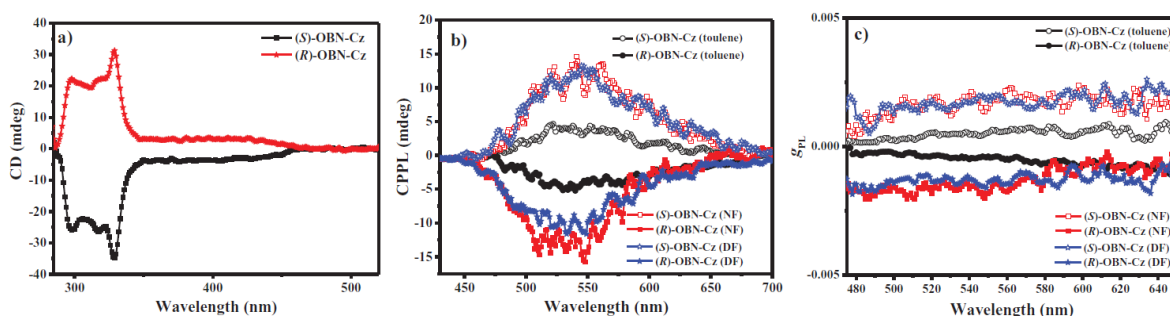 a)
(S)-OBN-Cz
(R)-OBN-Cz
CD (mdeg)
40
30
20
10
0
-10
-20
-30
-40
300
400
500
Wavelength (nm)
b)
(S)-OBN-Cz (toulene)
(R)-OBN-Cz (toluene)
CPPL (mdeg)
20
15
10
5
0
-5
-10
-15
(S)-OBN-Cz (NF)
(R)-OBN-Cz (NF)
(S)-OBN-Cz (DF)
(R)-OBN-Cz (DF)
450
500
550
600
650
700
Wavelength (nm)
c)
(S)-OBN-Cz (toluene)
(R)-OBN-Cz (toluene)
gPL
0.005
0.000
-0.005
(S)-OBN-Cz (NF)
(R)-OBN-Cz (NF)
(S)-OBN-Cz (DF)
(R)-OBN-Cz (DF)
480
500
520
540
560
580
600
620
640
Wavelength (nm)